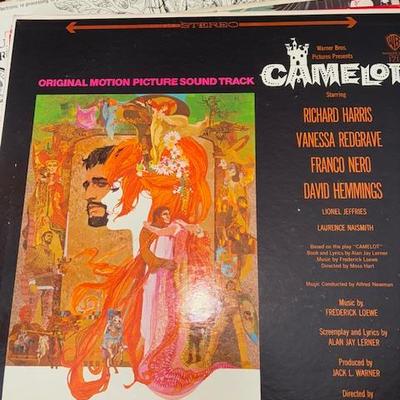 STEREO
Warner Bros.
Pictures Presents
CAMELOT
ORIGINAL MOTION PICTURE SOUND TRACK
Starring
RICHARD HARRIS
VANESSA REDGRAVE
FRANCO NERO
DAVID HEMMINGS
LIONEL JEFFRIES
LAURENCE NAISMITH
Based on the play "CAMELOT"
Book and Lyrics by Alan Jay Lerner
Music by Frederick Loewe
Directed by Moss Hart
Music Conducted by Alfred Newman
Music by
FREDERICK LOEWE
Screenplay and Lyrics by
ALAN JAY LERNER
Produced by
JACK L. WARNER
Directed by